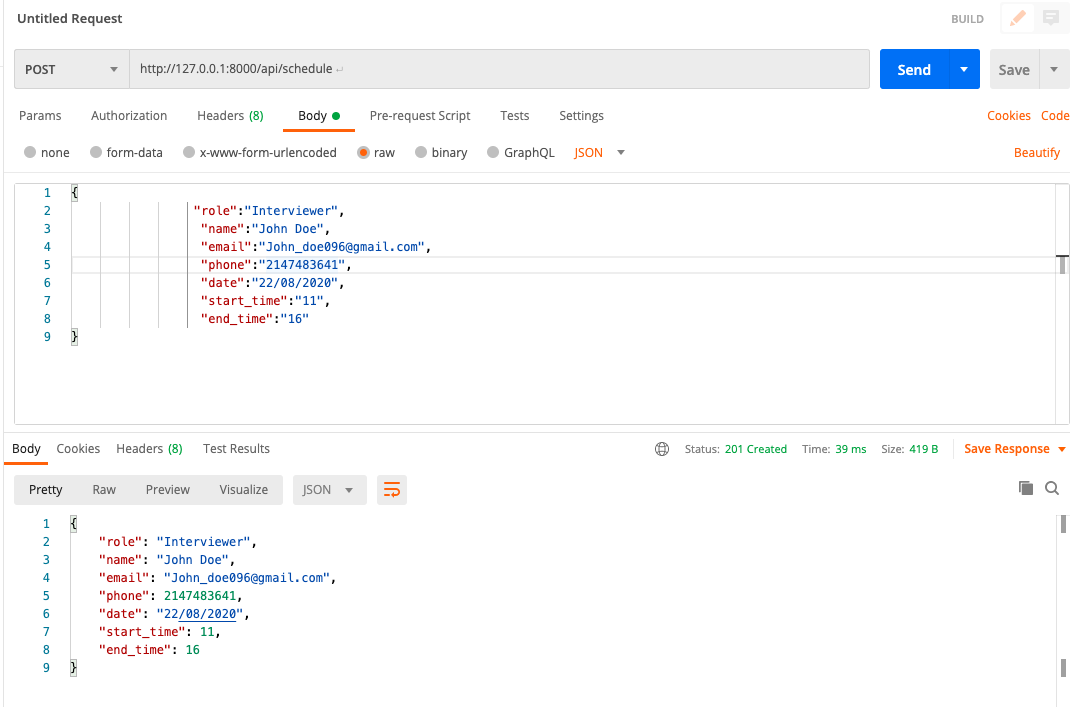 Untitled Request BUILD
POST http://127.0.0.1:8000/api/schedule Send Save
Params Authorization Headers (8) Body Pre-request Script Tests Settings Cookies Code
none form-data x-www-form-urlencoded raw binary GraphQL JSON Beautify
1 {
2 "role":"Interviewer",
3 "name":"John Doe",
4 "email":"John_doe096@gmail.com",
5 "phone":"2147483641",
6 "date":"22/08/2020",
7 "start_time":"11",
8 "end_time":"16"
9 }
Body Cookies Headers (8) Test Results Status: 201 Created Time: 39 ms Size: 419 B Save Response
Pretty Raw Preview Visualize JSON
1 {
2 "role": "Interviewer",
3 "name": "John Doe",
4 "email": "John_doe096@gmail.com",
5 "phone": 2147483641,
6 "date": "22/08/2020",
7 "start_time": 11,
8 "end_time": 16
9 }